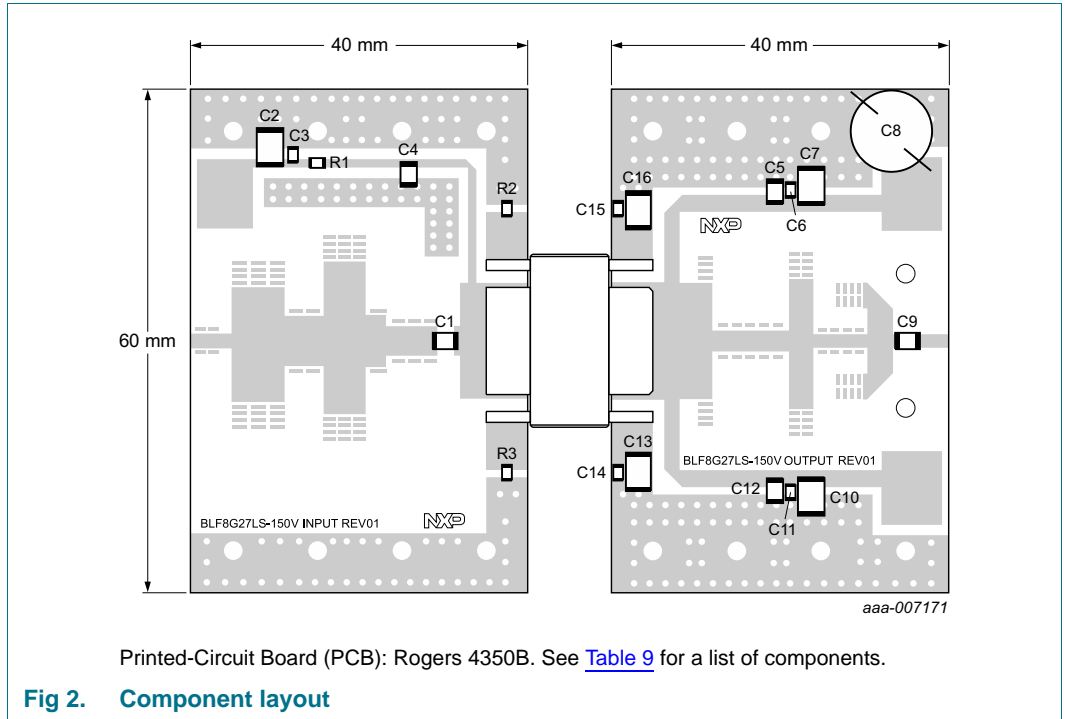 40 mm
40 mm
60 mm
C2
C3
R1
C4
R2
C1
R3
BLF8G27LS-150V INPUT REV01
NXP
C8
C7
C5
C6
C16
C15
NXP
C9
C13
C14
BLF8G27LS-150V OUTPUT REV01
C12
C11
C10
aaa-007171
Printed-Circuit Board (PCB): Rogers 4350B. See Table 9 for a list of components.
Fig 2. Component layout